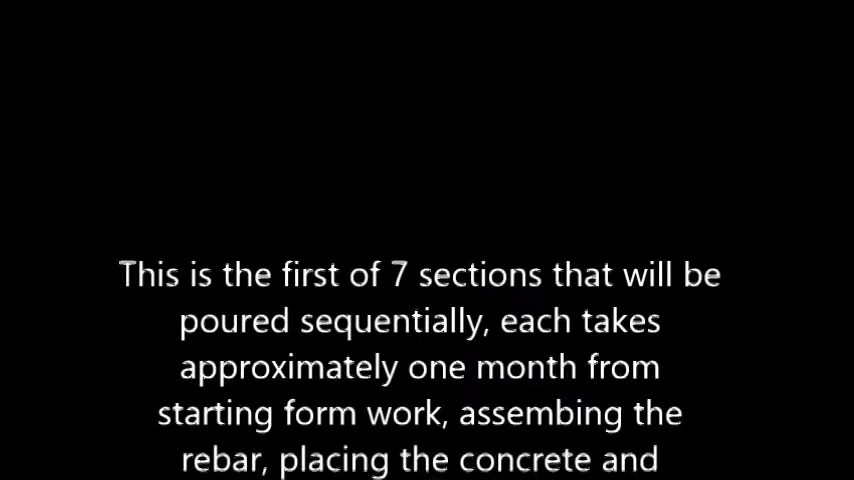 This is the first of 7 sections that will be
poured sequentially, each takes
approximately one month from
starting form work, assembing the
rebar, placing the concrete and